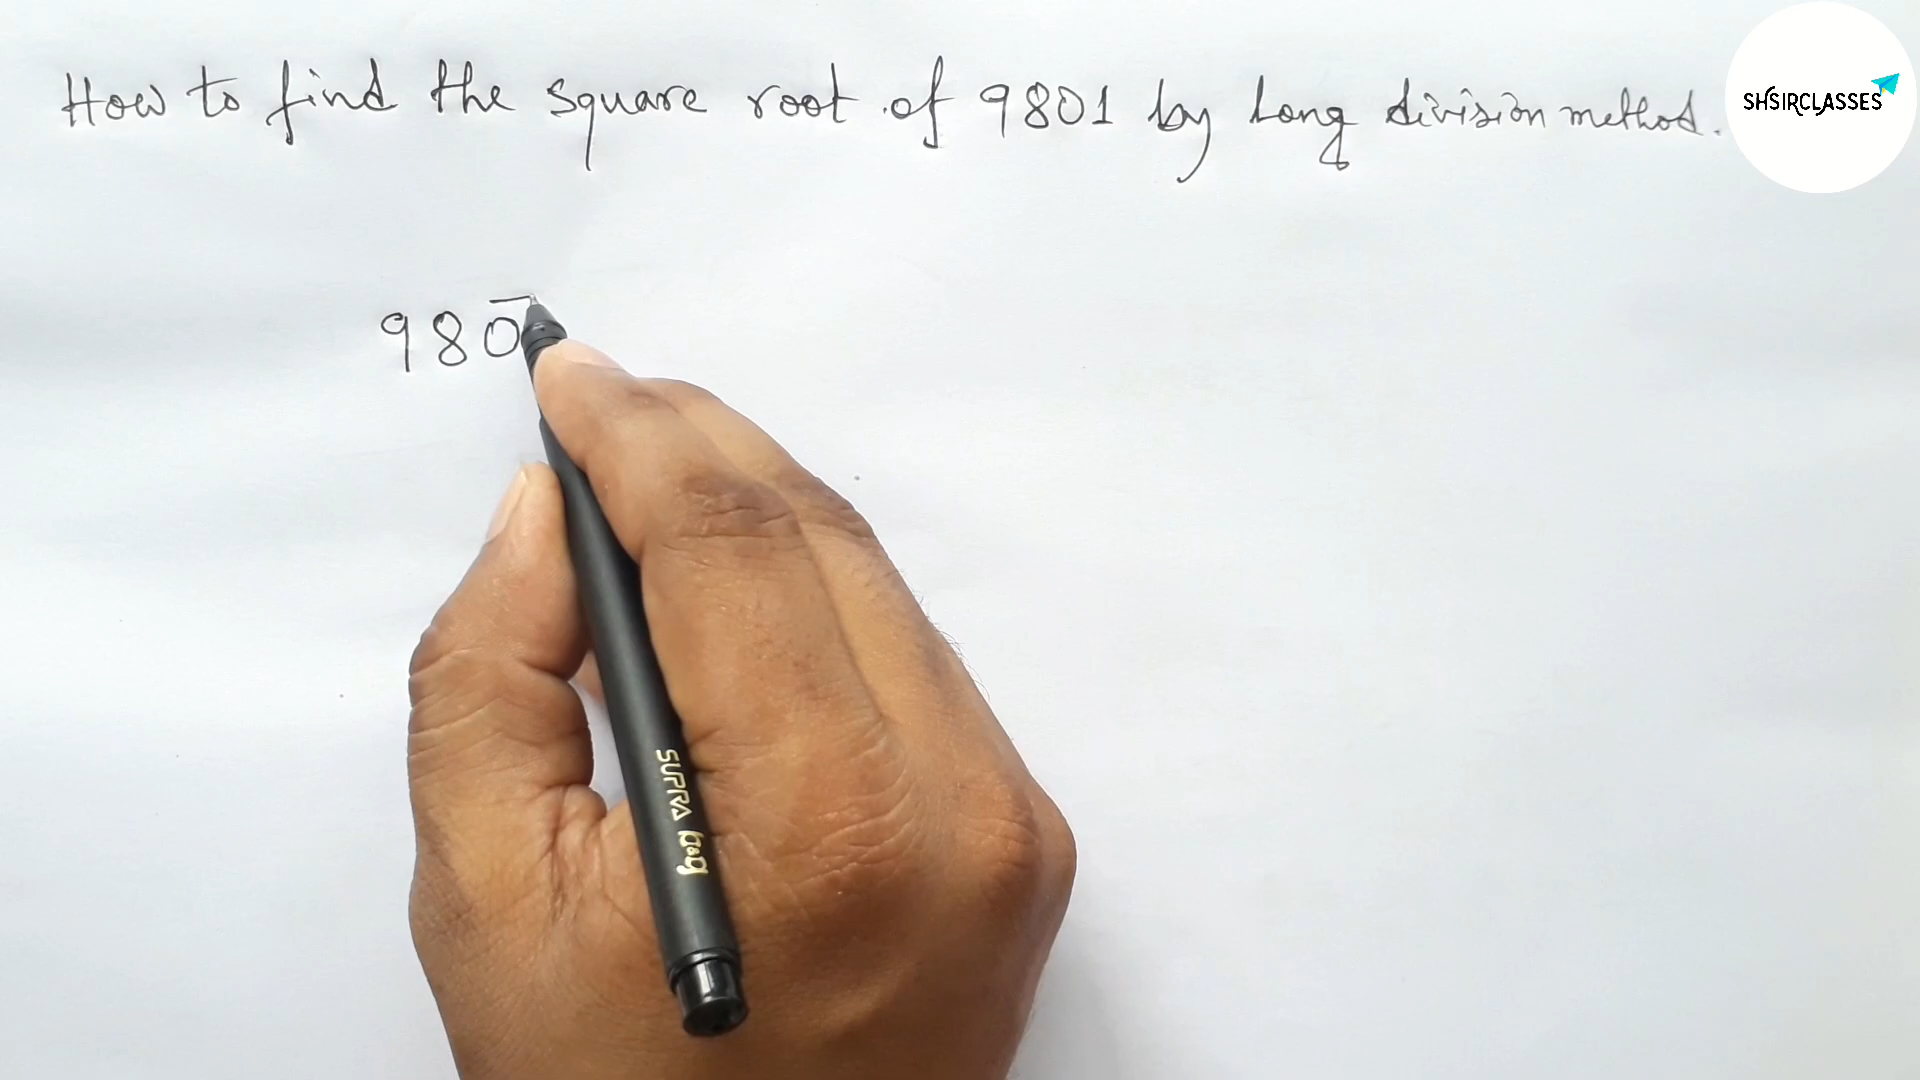 How to find the square root of 9801 by Long division method.
SHSIRCLASSES
980
SUPRA